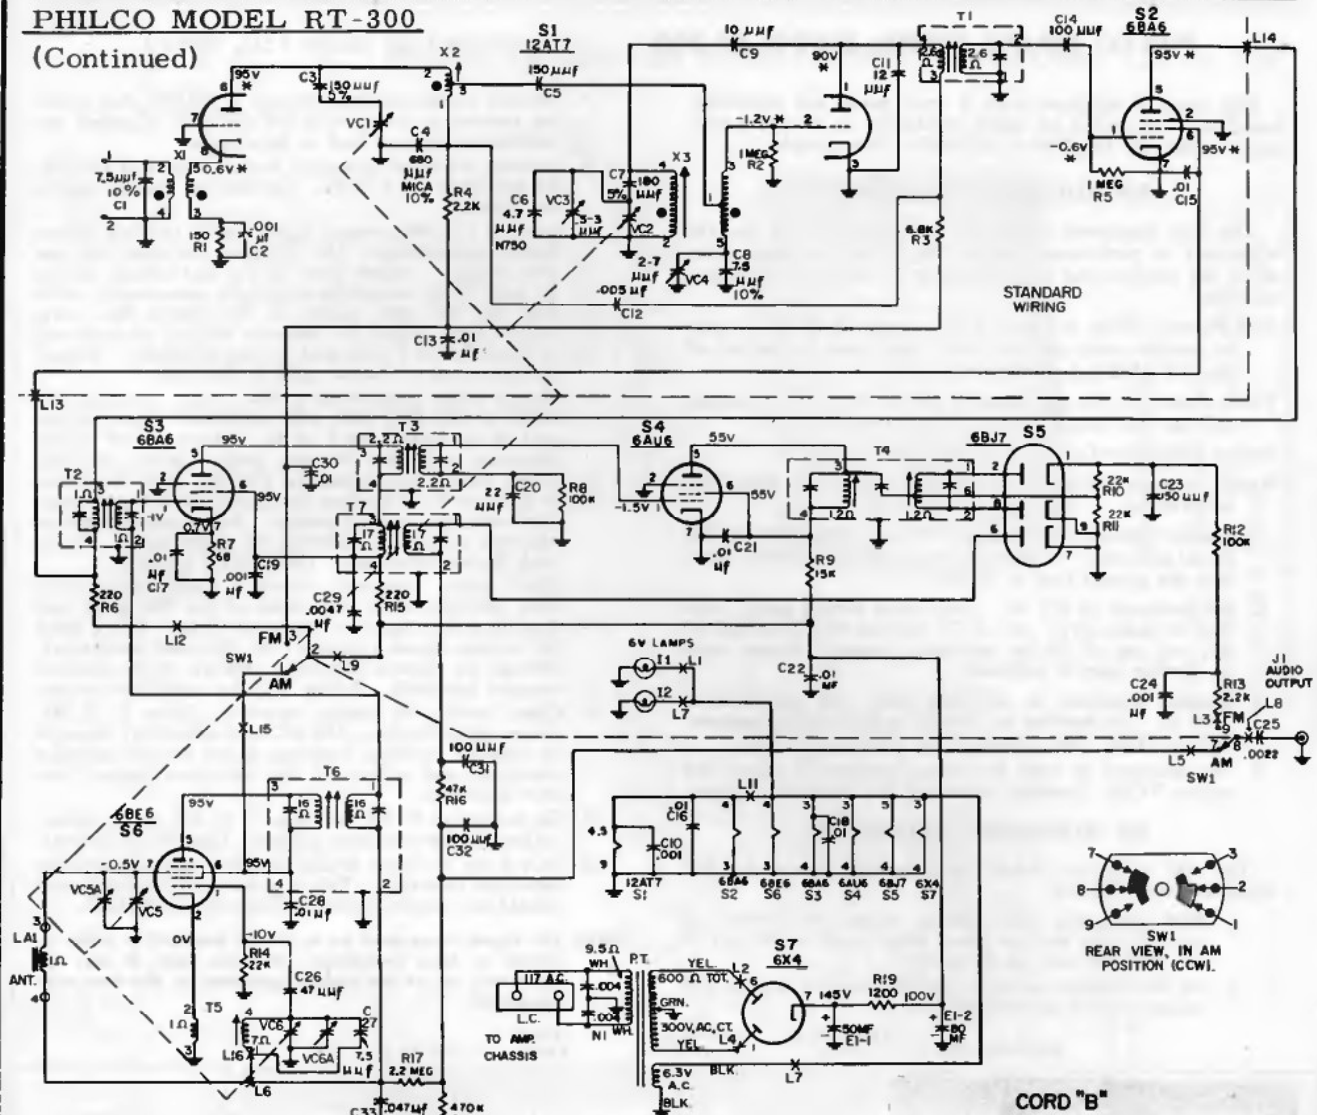 PHILCO MODEL RT-300
(Continued)
S1
12AT7
S2
6BA6
X2
C3
150 μμf
5%
VC1
C4
680
μμf
MICA
10%
R4
2.2K
150 μμf
C5
10 μμf
C9
90V
*
C11
12
μμf
T1
2.6
Ω
2.6
Ω
C14
100 μμf
95V *
L14
95V
*
X1
0.6V *
7.5 μμf
10%
C1
150
R1
.001
μf
C2
-1.2V *
1 MEG
R2
X3
C7
180
μμf
5%
C6
4.7
μμf
N750
VC3
.5-3
μμf
VC2
2-7
μμf
VC4
C8
7.5
μμf
10%
.005 μf
C12
6.8K
R3
-0.6V
*
1 MEG
R5
.01
C15
95V *
STANDARD
WIRING
C13
.01
μf
L13
S3
6BA6
95V
T2
1Ω
-1V
1Ω
0.7V
R7
68
.01
μf
C17
95V
C19
.001
μf
220
R6
L12
C30
.01
T3
2.2Ω
2.2Ω
22
μμf
C20
R8
100K
T7
17
Ω
17
Ω
C29
.0047
μf
220
R15
FM
SW1
AM
L9
S4
6AU6
55V
-1.5V
55V
.01
μf
C21
T4
1.2Ω
1.2Ω
R9
15K
6BJ7
S5
22K
R10
22K
R11
C23
150 μμf
R12
100K
C22
.01
MF
6V LAMPS
I1
L1
I2
L7
C24
.001
μf
R13
2.2K
L3
FM
L8
C25
.0022
J1
AUDIO
OUTPUT
L5
AM
SW1
L15
6BE6
S6
95V
T6
16
Ω
16
Ω
-0.5V
95V
VC5A
VC5
0V
-10V
C28
.01 μf
100 μμf
C31
47K
R16
100 μμf
C32
L11
4.5
9
C10
.001
.01
C16
C18
.01
12AT7
S1
6BA6
S2
6BE6
S6
6BA6
S3
6AU6
S4
6BJ7
S5
6X4
S7
SW1
REAR VIEW, IN AM
POSITION (CCW).
LA1
1Ω
ANT.
R14
22K
C26
47 μμf
1Ω
T5
7Ω
VC6
VC6A
C
27
7.5
μμf
L16
L6
R17
2.2 MEG
C33
.047μf
470K
117 A.C.
L.C.
TO AMP.
CHASSIS
9.5Ω
WH.
.004
N1
WH.
P.T.
YEL.
600 Ω TOT.
GRN.
300V, AC, CT.
YEL.
L2
L4
6.3V
A.C.
BLK.
BLK.
L7
S7
6X4
145V
R19
1200
100V
50MF
E1-1
E1-2
80
MF
CORD "B"